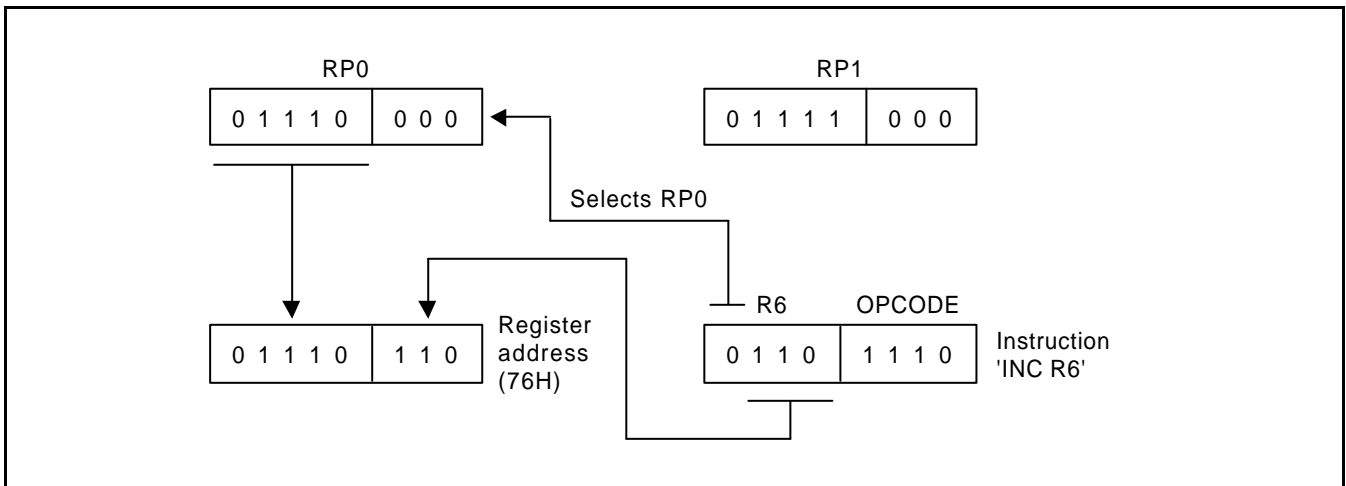 RP0
RP1
0 1 1 1 0 0 0 0
0 1 1 1 1 0 0 0
Selects RP0
R6 OPCODE
0 1 1 1 0 1 1 0
Register
address
(76H)
0 1 1 0 1 1 1 0
Instruction
'INC R6'